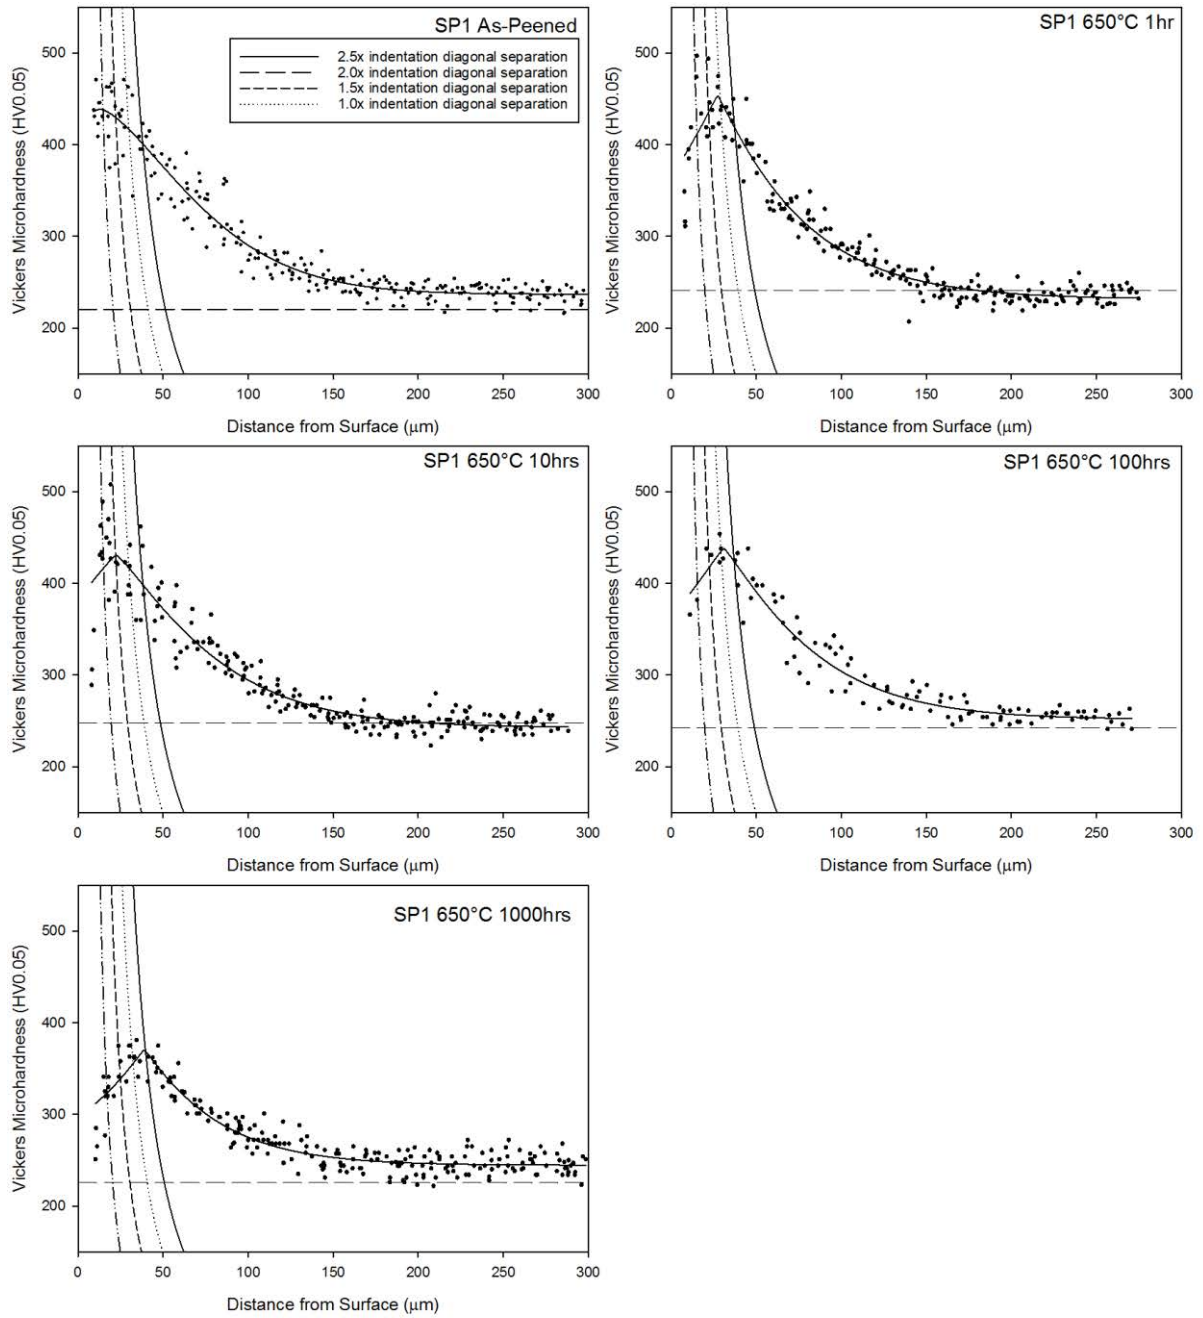 SP1 As-Peened
2.5x indentation diagonal separation
2.0x indentation diagonal separation
1.5x indentation diagonal separation
1.0x indentation diagonal separation
Vickers Microhardness (HV0.05)
500
400
300
200
0 50 100 150 200 250 300
Distance from Surface (μm)
SP1 650°C 1hr
Vickers Microhardness (HV0.05)
500
400
300
200
0 50 100 150 200 250 300
Distance from Surface (μm)
SP1 650°C 10hrs
Vickers Microhardness (HV0.05)
500
400
300
200
0 50 100 150 200 250 300
Distance from Surface (μm)
SP1 650°C 100hrs
Vickers Microhardness (HV0.05)
500
400
300
200
0 50 100 150 200 250 300
Distance from Surface (μm)
SP1 650°C 1000hrs
Vickers Microhardness (HV0.05)
500
400
300
200
0 50 100 150 200 250 300
Distance from Surface (μm)